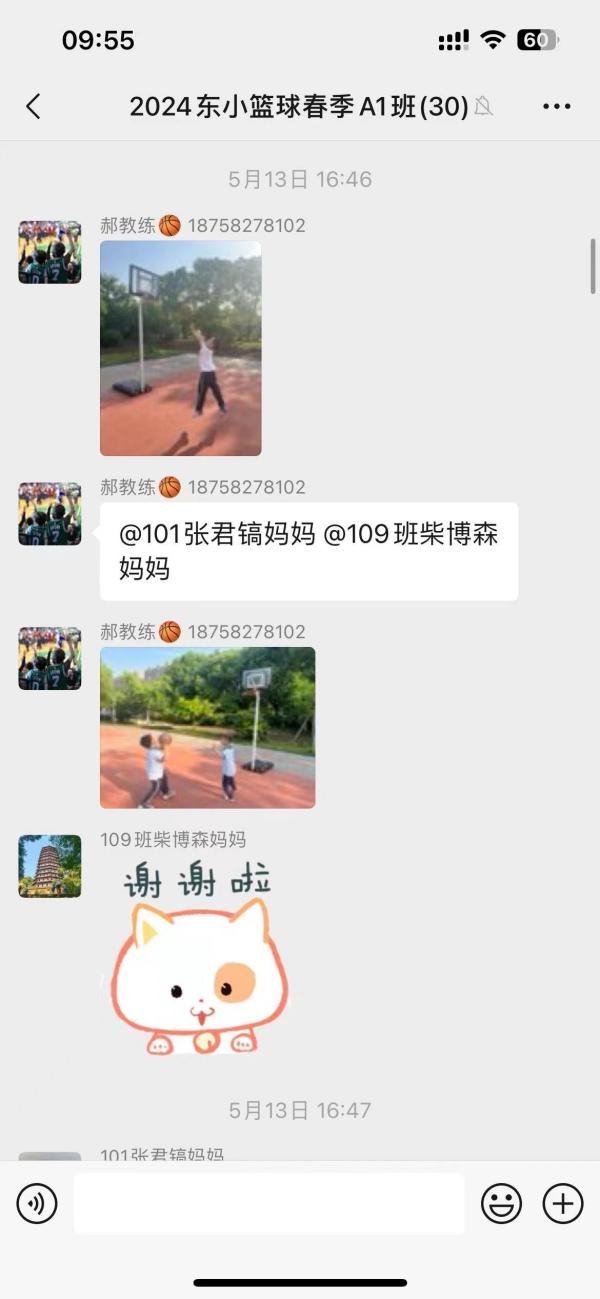 09:55
60
2024东小篮球春季A1班(30)
5月13日 16:46
郝教练🏀 18758278102
郝教练🏀 18758278102
@101张君镐妈妈 @109班柴博森
妈妈
郝教练🏀 18758278102
109班柴博森妈妈
谢谢啦
5月13日 16:47
101张君镐妈妈